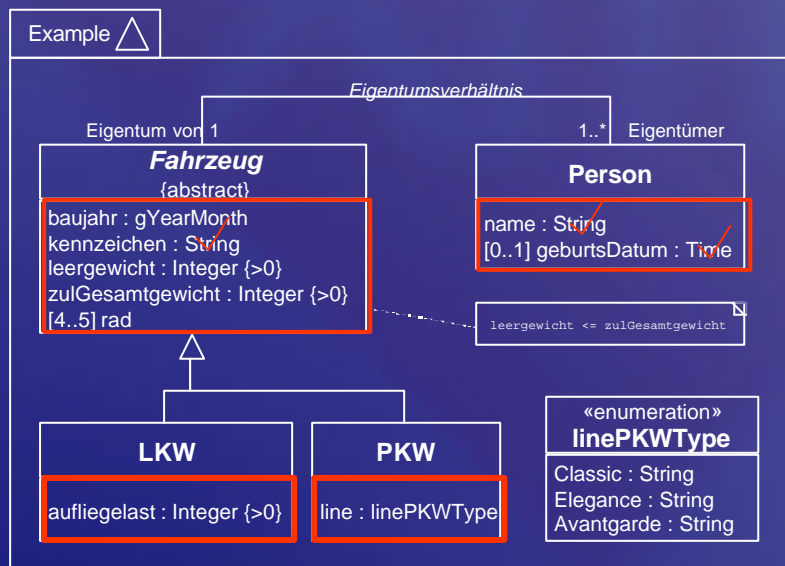 Example
Eigentumsverhältnis
Eigentum von 1
1..* Eigentümer
Fahrzeug
{abstract}
baujahr : gYearMonth
kennzeichen : String
leergewicht : Integer {>0}
zulGesamtgewicht : Integer {>0}
[4..5] rad
Person
name : String
[0..1] geburtsDatum : Time
leergewicht <= zulGesamtgewicht
LKW
aufliegelast : Integer {>0}
PKW
line : linePKWType
«enumeration»
linePKWType
Classic : String
Elegance : String
Avantgarde : String